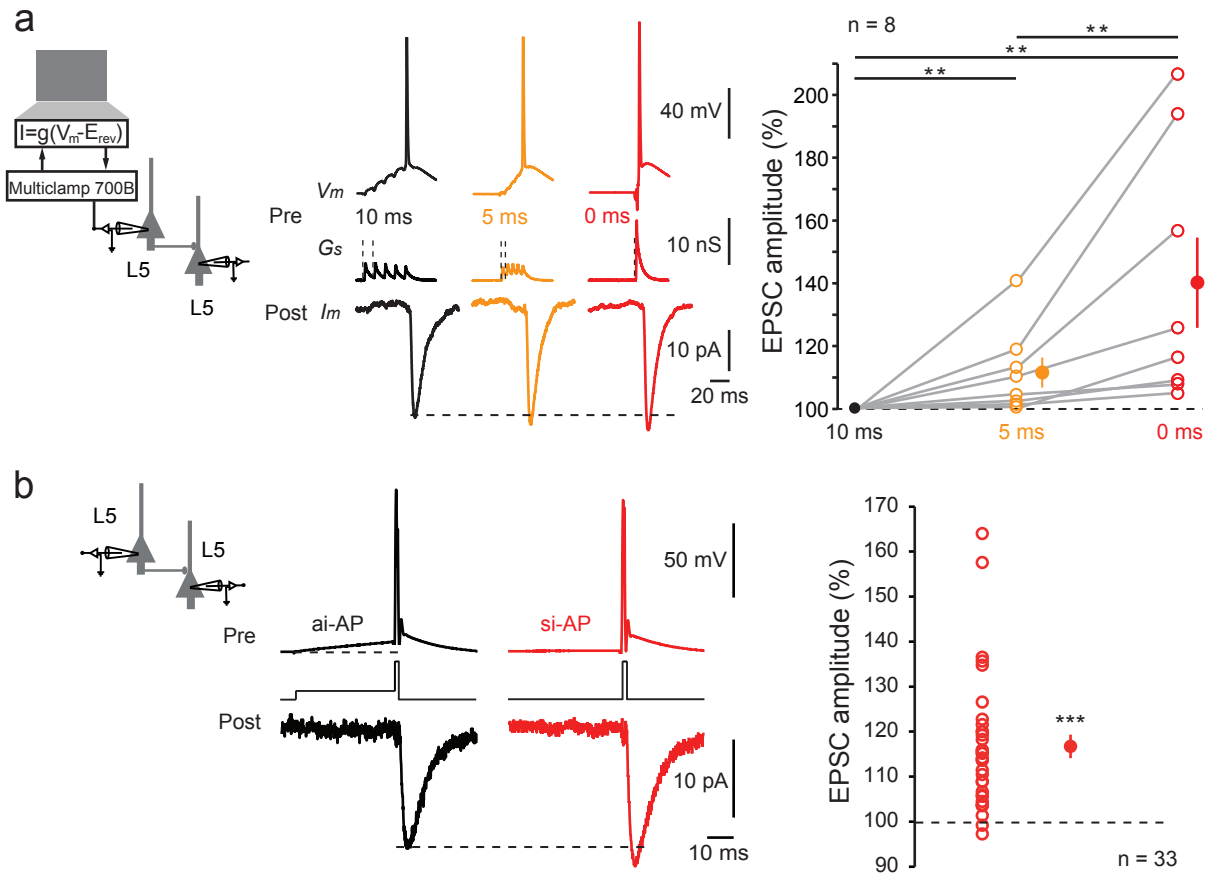 a
I=g(Vm-Erev)
Multiclamp 700B
L5
L5
Vm
Pre
10 ms
5 ms
0 ms
Gs
Post
Im
40 mV
10 nS
10 pA
20 ms
n = 8
**
**
**
EPSC amplitude (%)
200
180
160
140
120
100
10 ms
5 ms
0 ms
b
L5
L5
Pre
ai-AP
si-AP
Post
50 mV
10 pA
10 ms
EPSC amplitude (%)
170
160
150
140
130
120
110
100
90
***
n = 33